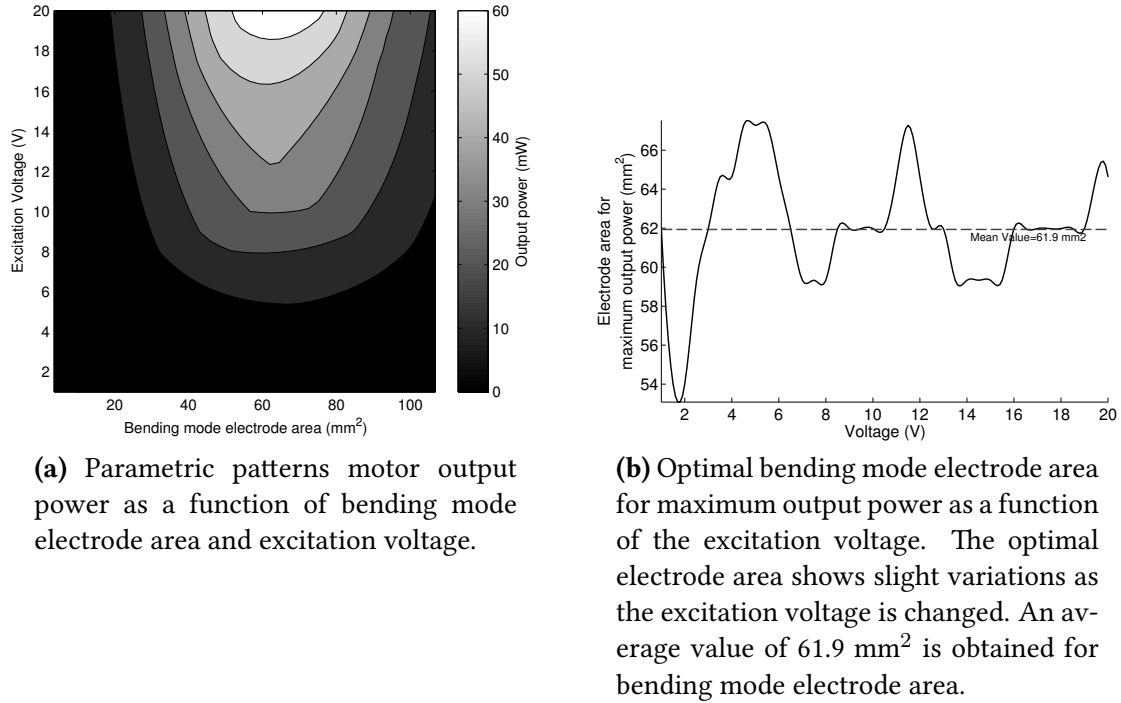 20
18
16
14
12
10
8
6
4
2
Excitation Voltage (V)
20 40 60 80 100
Bending mode electrode area (mm²)
60
50
40
30
20
10
0
Output power (mW)
(a) Parametric patterns motor output
power as a function of bending mode
electrode area and excitation voltage.
Electrode area for
maximum output power (mm²)
66
64
62
60
58
56
54
Mean Value=61.9 mm2
2 4 6 8 10 12 14 16 18 20
Voltage (V)
(b) Optimal bending mode electrode area
for maximum output power as a function
of the excitation voltage. The optimal
electrode area shows slight variations as
the excitation voltage is changed. An av-
erage value of 61.9 mm² is obtained for
bending mode electrode area.